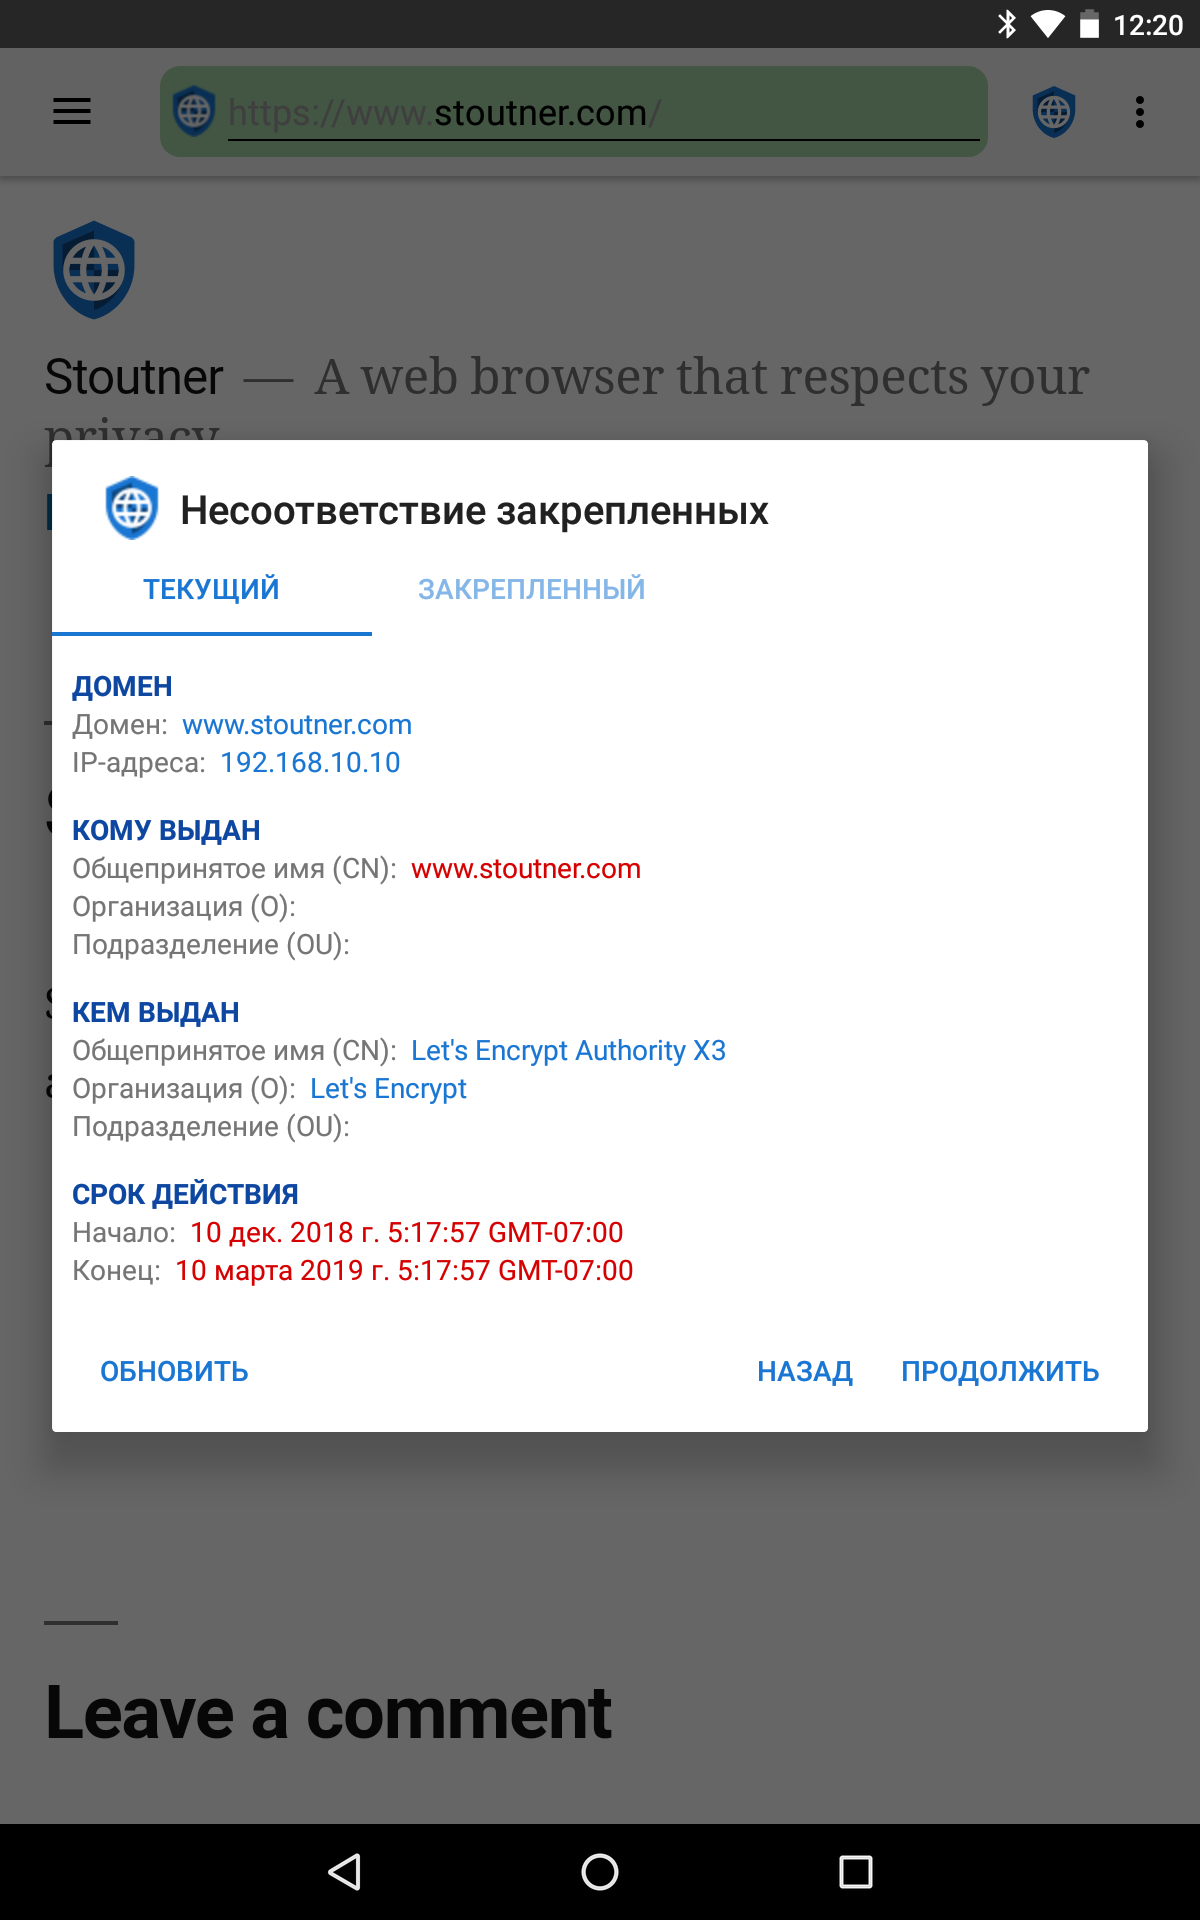 12:20
https://www.stoutner.com/
Stoutner — A web browser that respects your
privacy
Несоответствие закрепленных
ТЕКУЩИЙ ЗАКРЕПЛЕННЫЙ
ДОМЕН
Домен: www.stoutner.com
IP-адреса: 192.168.10.10
КОМУ ВЫДАН
Общепринятое имя (CN): www.stoutner.com
Организация (O):
Подразделение (OU):
КЕМ ВЫДАН
Общепринятое имя (CN): Let's Encrypt Authority X3
Организация (O): Let's Encrypt
Подразделение (OU):
СРОК ДЕЙСТВИЯ
Начало: 10 дек. 2018 г. 5:17:57 GMT-07:00
Конец: 10 марта 2019 г. 5:17:57 GMT-07:00
ОБНОВИТЬ НАЗАД ПРОДОЛЖИТЬ
Leave a comment